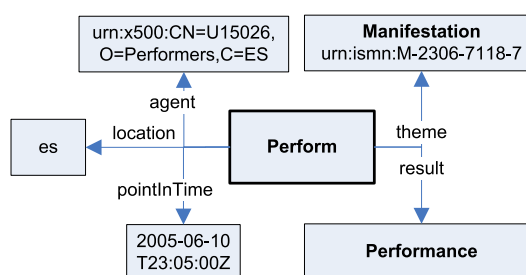 urn:x500:CN=U15026,
O=Performers,C=ES
Manifestation
urn:ismn:M-2306-7118-7
agent
location
es
Perform
theme
result
pointInTime
2005-06-10
T23:05:00Z
Performance